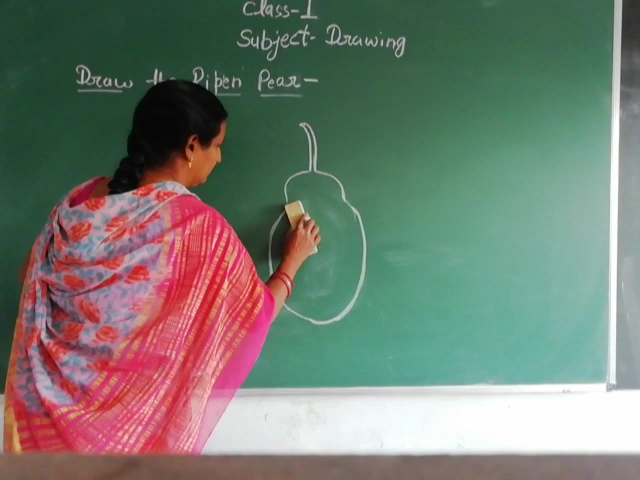 Class-I
Subject- Drawing
Draw the Ripen Pear-